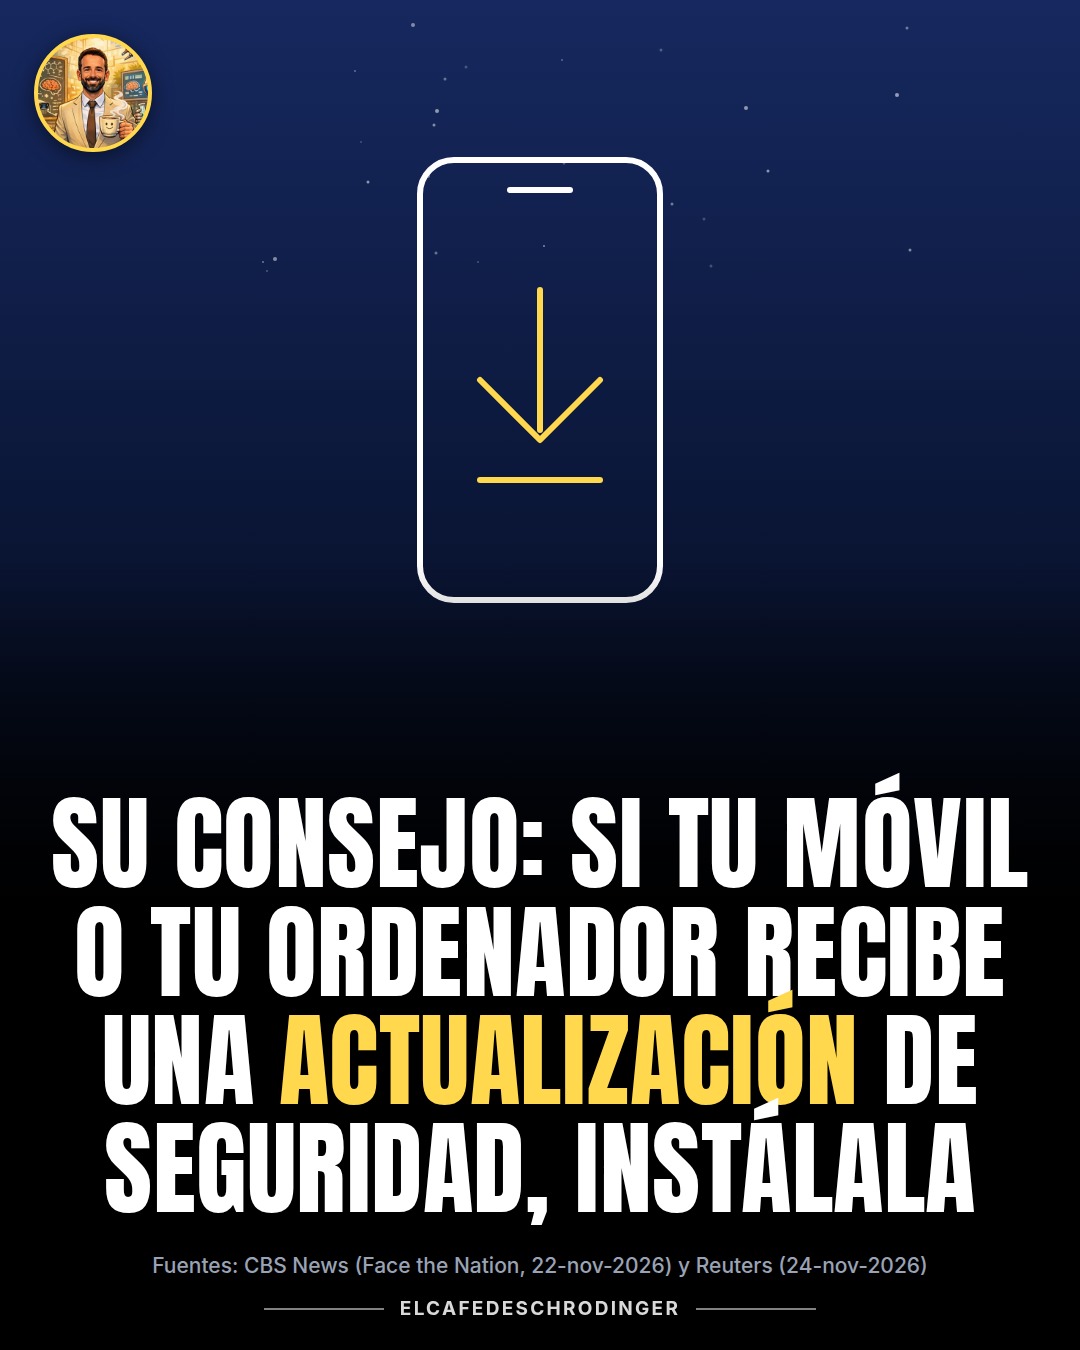 SU CONSEJO: SI TU MÓVIL
O TU ORDENADOR RECIBE
UNA ACTUALIZACIÓN DE
SEGURIDAD, INSTÁLALA
Fuentes: CBS News (Face the Nation, 22-nov-2026) y Reuters (24-nov-2026)
ELCAFEDESCHRODINGER